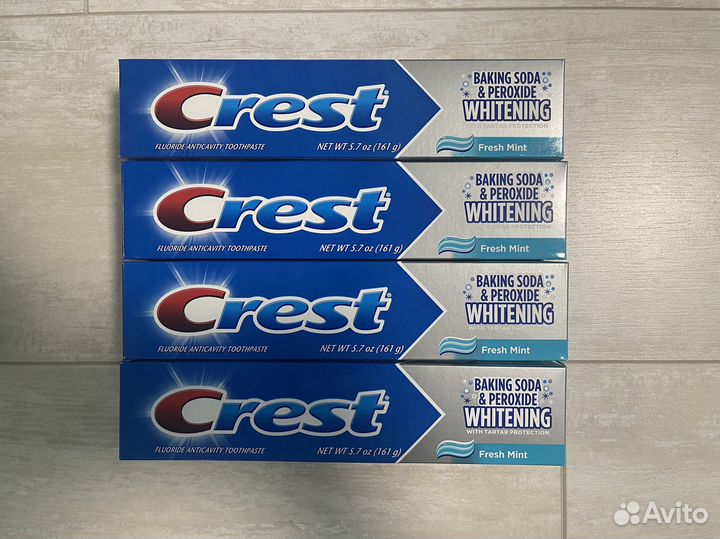 Crest
BAKING SODA
& PEROXIDE
WHITENING
WITH TARTAR PROTECTION
FLUORIDE ANTICAVITY TOOTHPASTE NET WT 5.7 oz (161 g) Fresh Mint
Crest
BAKING SODA
& PEROXIDE
WHITENING
WITH TARTAR PROTECTION
FLUORIDE ANTICAVITY TOOTHPASTE NET WT 5.7 oz (161 g) Fresh Mint
Crest
BAKING SODA
& PEROXIDE
WHITENING
WITH TARTAR PROTECTION
FLUORIDE ANTICAVITY TOOTHPASTE NET WT 5.7 oz (161 g) Fresh Mint
Crest
BAKING SODA
& PEROXIDE
WHITENING
WITH TARTAR PROTECTION
FLUORIDE ANTICAVITY TOOTHPASTE NET WT 5.7 oz (161 g) Fresh Mint
Avito